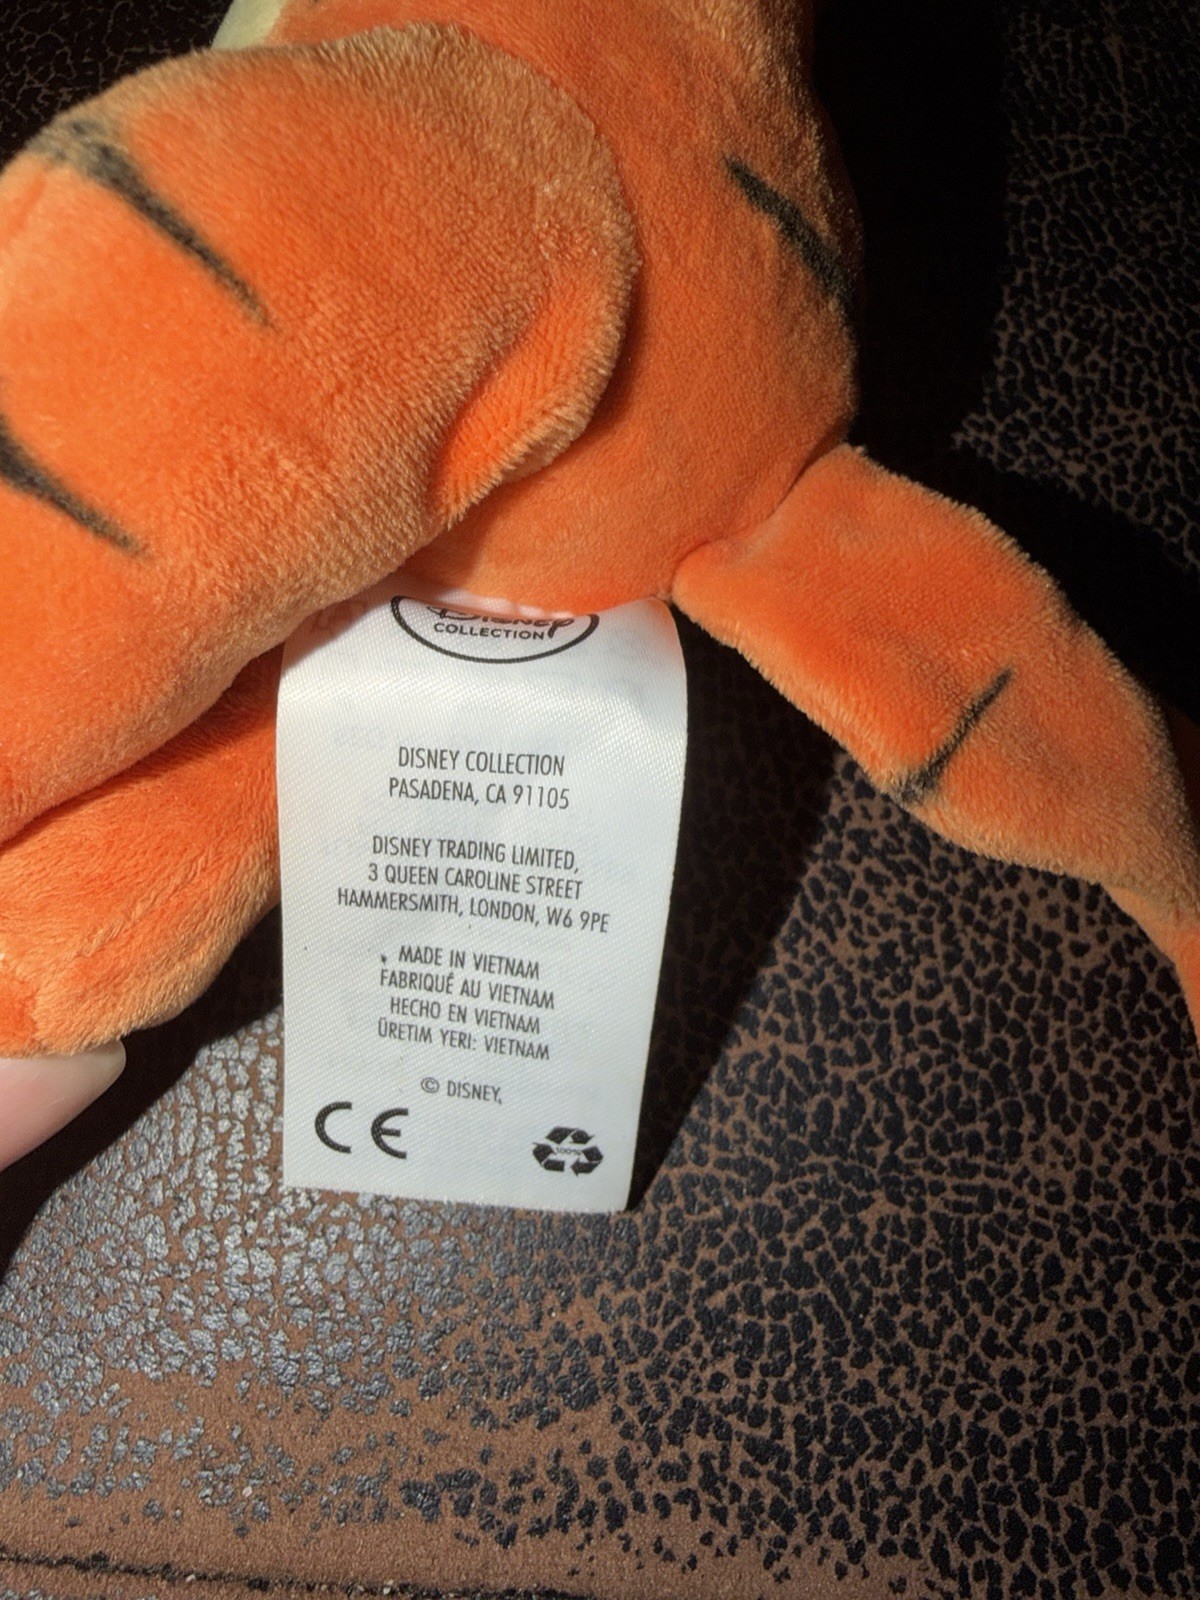 Disney
COLLECTION
DISNEY COLLECTION
PASADENA, CA 91105
DISNEY TRADING LIMITED,
3 QUEEN CAROLINE STREET
HAMMERSMITH, LONDON, W6 9PE
MADE IN VIETNAM
FABRIQUÉ AU VIETNAM
HECHO EN VIETNAM
ÜRETIM YERI: VIETNAM
© DISNEY.
CE
100%